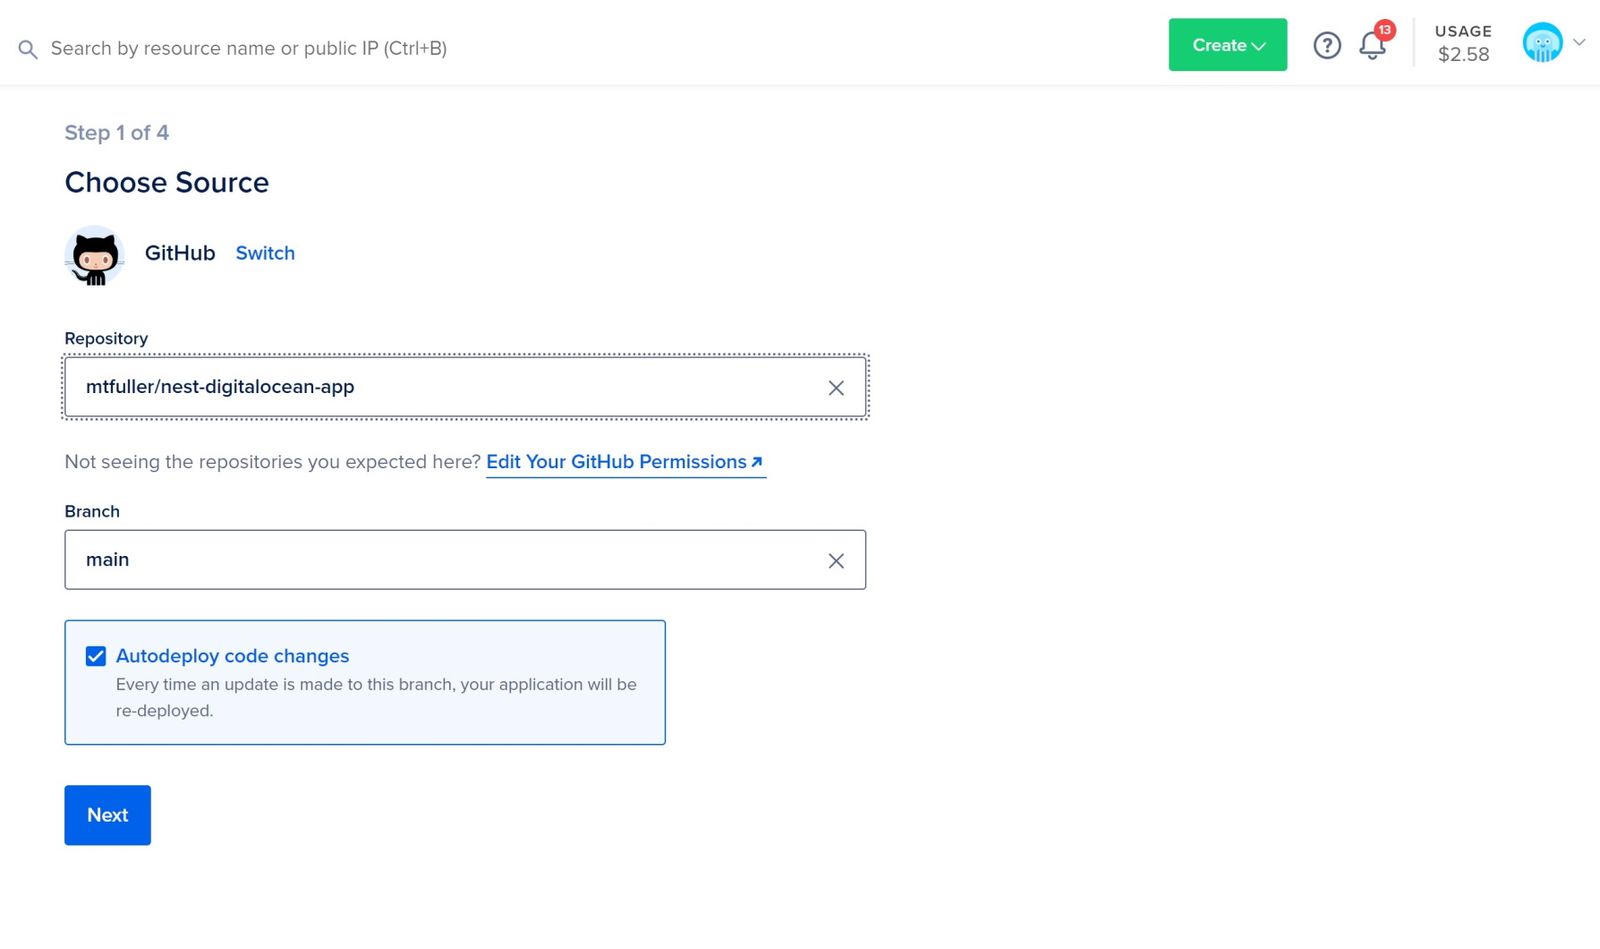 Search by resource name or public IP (Ctrl+B)
Create
13
USAGE
$2.58
Step 1 of 4
Choose Source
GitHub Switch
Repository
mtfuller/nest-digitalocean-app
Not seeing the repositories you expected here? Edit Your GitHub Permissions
Branch
main
Autodeploy code changes
Every time an update is made to this branch, your application will be
re-deployed.
Next